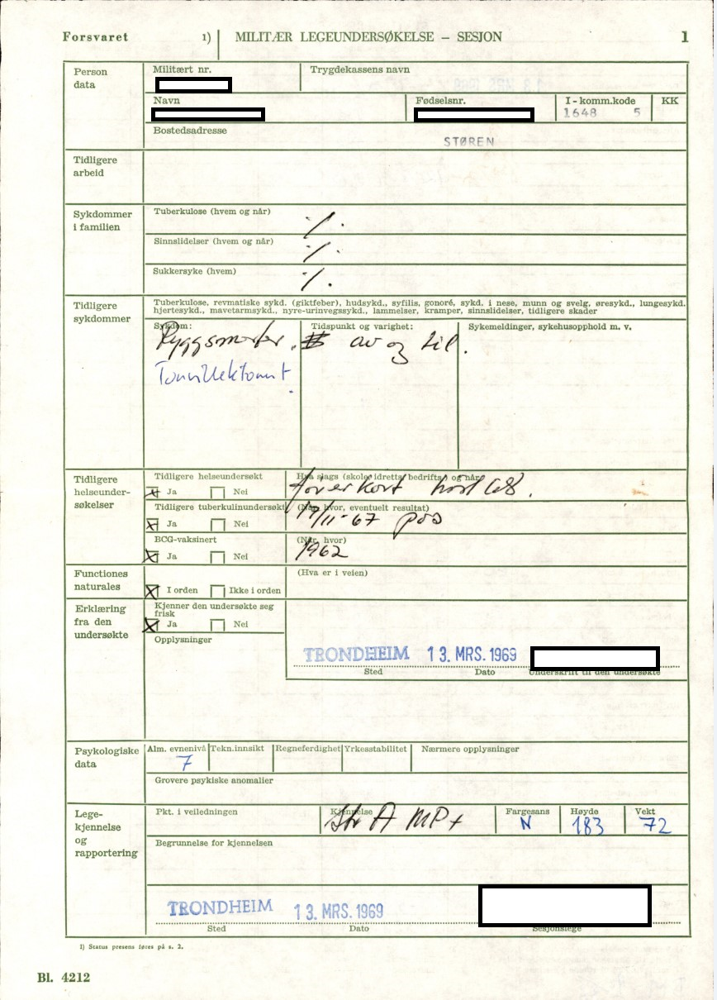 Forsvaret 1) MILITÆR LEGEUNDERSØKELSE – SESJON 1
Person data
Militært nr. Trygdekassens navn
Navn Fødselsnr. I - komm.kode KK
1648 5
Bostedsadresse
STØREN
Tidligere arbeid
Sykdommer i familien
Tuberkulose (hvem og når) ./.
Sinnslidelser (hvem og når) ./.
Sukkersyke (hvem) ./.
Tidligere sykdommer
Tuberkulose, revmatiske sykd. (giktfeber), hudsykd., syfilis, gonoré, sykd. i nese, munn og svelg, øresykd., lungesykd.
hjertesykd., mavetarmsykd., nyre-urinvegssykd., lammelser, kramper, sinnslidelser, tidligere skader
Sykdom: Tidspunkt og varighet: Sykemeldinger, sykehusopphold m. v.
Ryggsmerter. av og til.
Tonsillektomt.
Tidligere helseunder-søkelser
Tidligere helseundersøkt Hva slags (skole, idretts, bedrifts) og når
x Ja Nei førerkort høst 68.
Tidligere tuberkulinundersøkt (Når, hvor, eventuelt resultat)
x Ja Nei 17/11-67 pos
BCG-vaksinert (Når, hvor)
x Ja Nei 1962
Functiones naturales (Hva er i veien)
x I orden Ikke i orden
Erklæring fra den undersøkte
Kjenner den undersøkte seg frisk
x Ja Nei
Opplysninger
TRONDHEIM 13. MRS. 1969
Sted Dato Underskrift til den undersøkte
Psykologiske data
Alm. evnenivå Tekn.innsikt Regneferdighet Yrkesstabilitet Nærmere opplysninger
7
Grovere psykiske anomalier
Lege-kjennelse og rapportering
Pkt. i veiledningen Kjennelse Fargesans Høyde Vekt
A MP+ N 183 72
Begrunnelse for kjennelsen
TRONDHEIM 13. MRS. 1969
Sted Dato Sesjonslege
1) Status presens føres på s. 2.
Bl. 4212